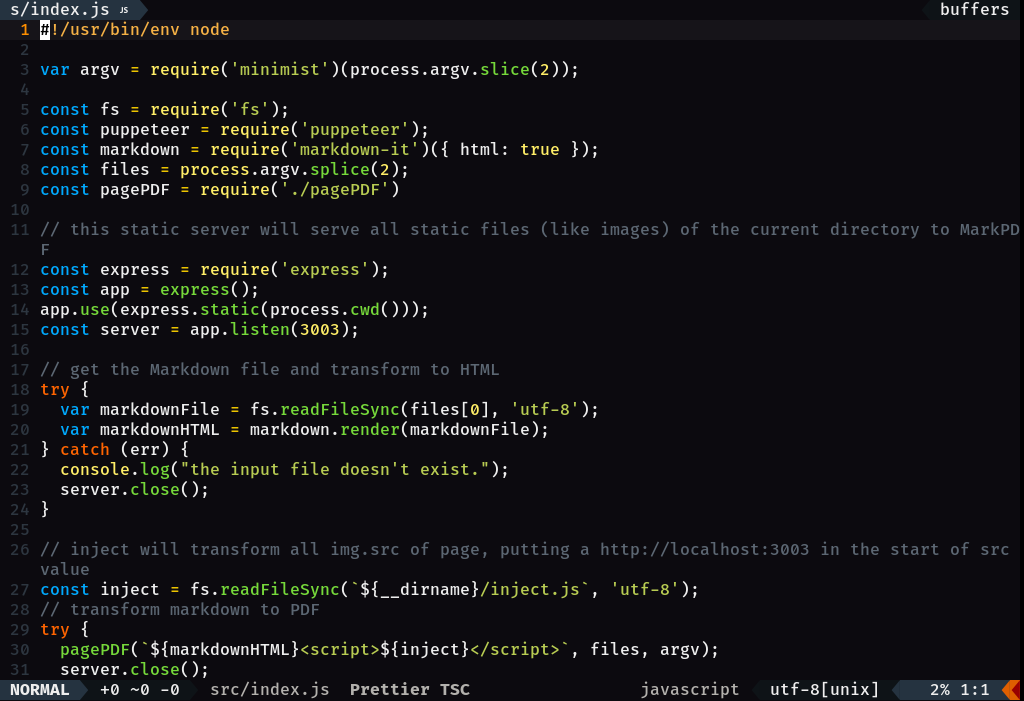 s/index.js JS buffers
1 #!/usr/bin/env node
2
3 var argv = require('minimist')(process.argv.slice(2));
4
5 const fs = require('fs');
6 const puppeteer = require('puppeteer');
7 const markdown = require('markdown-it')({ html: true });
8 const files = process.argv.splice(2);
9 const pagePDF = require('./pagePDF')
10
11 // this static server will serve all static files (like images) of the current directory to MarkPD
F
12 const express = require('express');
13 const app = express();
14 app.use(express.static(process.cwd()));
15 const server = app.listen(3003);
16
17 // get the Markdown file and transform to HTML
18 try {
19   var markdownFile = fs.readFileSync(files[0], 'utf-8');
20   var markdownHTML = markdown.render(markdownFile);
21 } catch (err) {
22   console.log("the input file doesn't exist.");
23   server.close();
24 }
25
26 // inject will transform all img.src of page, putting a http://localhost:3003 in the start of src
value
27 const inject = fs.readFileSync(`${__dirname}/inject.js`, 'utf-8');
28 // transform markdown to PDF
29 try {
30   pagePDF(`${markdownHTML}<script>${inject}</script>`, files, argv);
31   server.close();
NORMAL +0 ~0 -0 src/index.js Prettier TSC javascript utf-8[unix] 2% 1:1